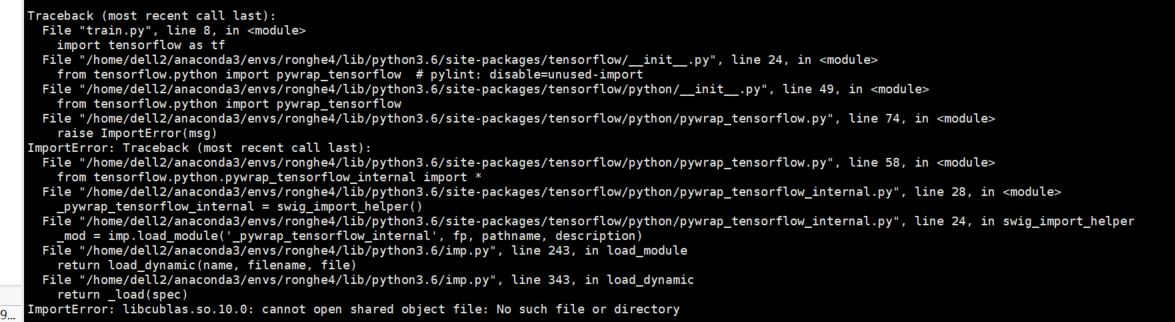 Traceback (most recent call last):
  File "train.py", line 8, in <module>
    import tensorflow as tf
  File "/home/dell2/anaconda3/envs/ronghe4/lib/python3.6/site-packages/tensorflow/__init__.py", line 24, in <module>
    from tensorflow.python import pywrap_tensorflow  # pylint: disable=unused-import
  File "/home/dell2/anaconda3/envs/ronghe4/lib/python3.6/site-packages/tensorflow/python/__init__.py", line 49, in <module>
    from tensorflow.python import pywrap_tensorflow
  File "/home/dell2/anaconda3/envs/ronghe4/lib/python3.6/site-packages/tensorflow/python/pywrap_tensorflow.py", line 74, in <module>
    raise ImportError(msg)
ImportError: Traceback (most recent call last):
  File "/home/dell2/anaconda3/envs/ronghe4/lib/python3.6/site-packages/tensorflow/python/pywrap_tensorflow.py", line 58, in <module>
    from tensorflow.python.pywrap_tensorflow_internal import *
  File "/home/dell2/anaconda3/envs/ronghe4/lib/python3.6/site-packages/tensorflow/python/pywrap_tensorflow_internal.py", line 28, in <module>
    _pywrap_tensorflow_internal = swig_import_helper()
  File "/home/dell2/anaconda3/envs/ronghe4/lib/python3.6/site-packages/tensorflow/python/pywrap_tensorflow_internal.py", line 24, in swig_import_helper
    _mod = imp.load_module('_pywrap_tensorflow_internal', fp, pathname, description)
  File "/home/dell2/anaconda3/envs/ronghe4/lib/python3.6/imp.py", line 243, in load_module
    return load_dynamic(name, filename, file)
  File "/home/dell2/anaconda3/envs/ronghe4/lib/python3.6/imp.py", line 343, in load_dynamic
    return _load(spec)
ImportError: libcublas.so.10.0: cannot open shared object file: No such file or directory
9...